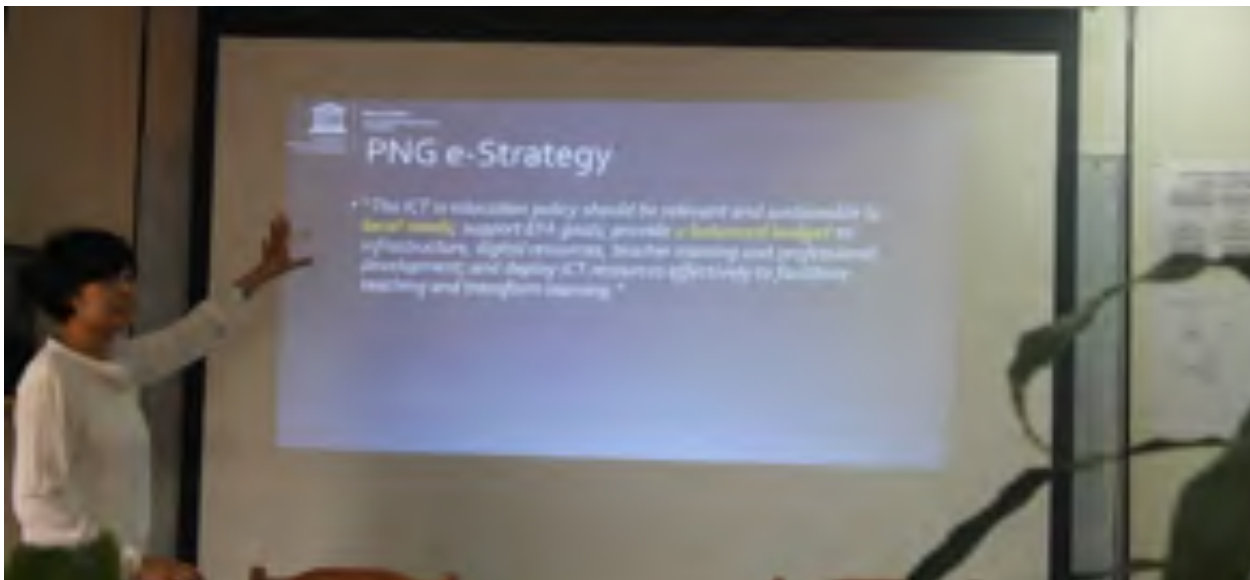 PNG e-Strategy
• "The ICT in education policy should be relevant and sustainable to
local needs, support EFA goals; provide a balanced budget to
infrastructure, digital resources, teacher training and professional
development; and deploy ICT resources effectively to facilitate
teaching and transform learning."